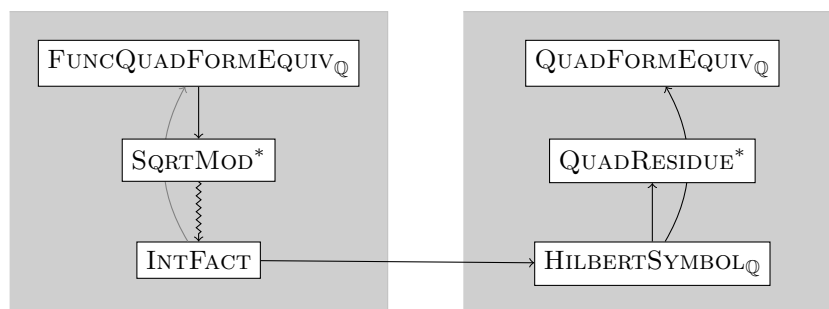 FUNCQUADFORMEQUIV_ℚ
QUADFORMEQUIV_ℚ
SQRTMOD*
QUADRESIDUE*
INTFACT
HILBERTSYMBOL_ℚ